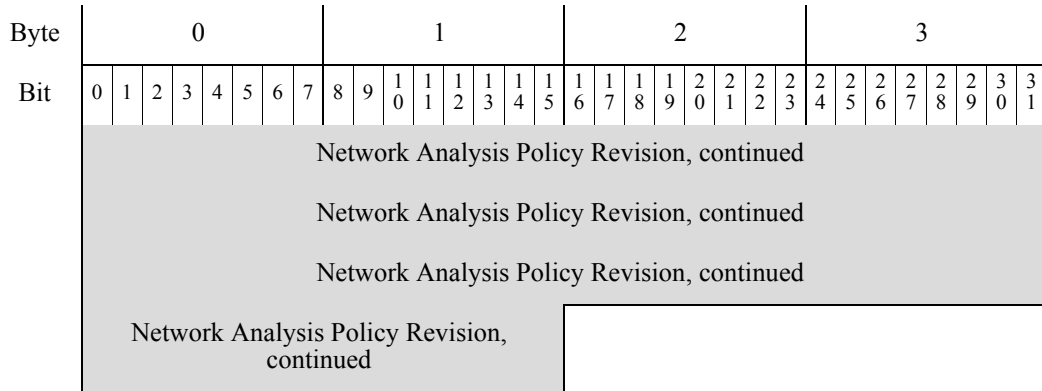 Byte 0 1 2 3
Bit 0 1 2 3 4 5 6 7 8 9 10 11 12 13 14 15 16 17 18 19 20 21 22 23 24 25 26 27 28 29 30 31
Network Analysis Policy Revision, continued
Network Analysis Policy Revision, continued
Network Analysis Policy Revision, continued
Network Analysis Policy Revision,
continued